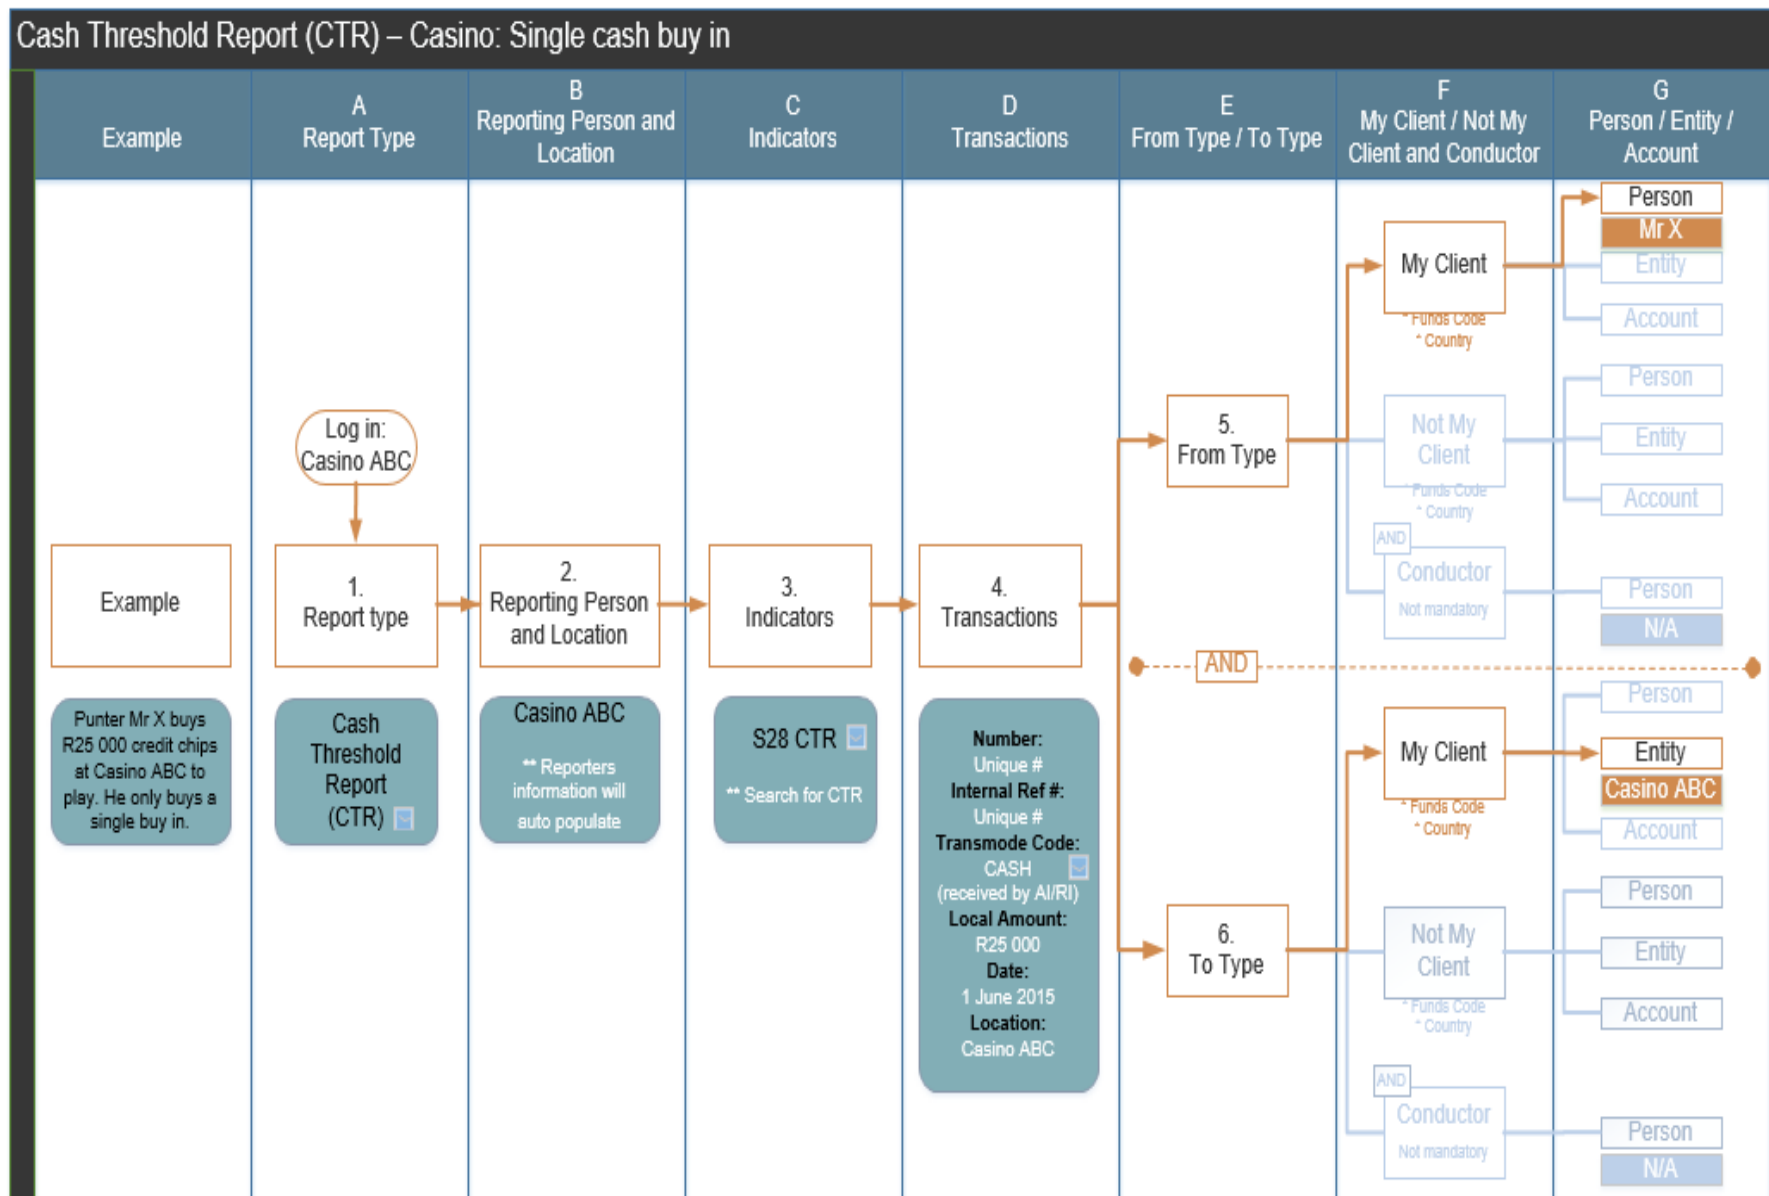 Cash Threshold Report (CTR) – Casino: Single cash buy in
Example
A
Report Type
B
Reporting Person and
Location
C
Indicators
D
Transactions
E
From Type / To Type
F
My Client / Not My
Client and Conductor
G
Person / Entity /
Account
Example
Punter Mr X buys
R25 000 credit chips
at Casino ABC to
play. He only buys a
single buy in.
Log in:
Casino ABC
1.
Report type
Cash
Threshold
Report
(CTR)
2.
Reporting Person
and Location
Casino ABC
** Reporters
information will
auto populate
3.
Indicators
S28 CTR
** Search for CTR
4.
Transactions
Number:
Unique #
Internal Ref #:
Unique #
Transmode Code:
CASH
(received by AI/RI)
Local Amount:
R25 000
Date:
1 June 2015
Location:
Casino ABC
5.
From Type
My Client
* Funds Code
* Country
Person
Mr X
Entity
Account
Not My
Client
* Funds Code
* Country
Person
Entity
Account
AND
Conductor
Not mandatory
Person
N/A
AND
6.
To Type
My Client
* Funds Code
* Country
Person
Entity
Casino ABC
Account
Not My
Client
* Funds Code
* Country
Person
Entity
Account
AND
Conductor
Not mandatory
Person
N/A